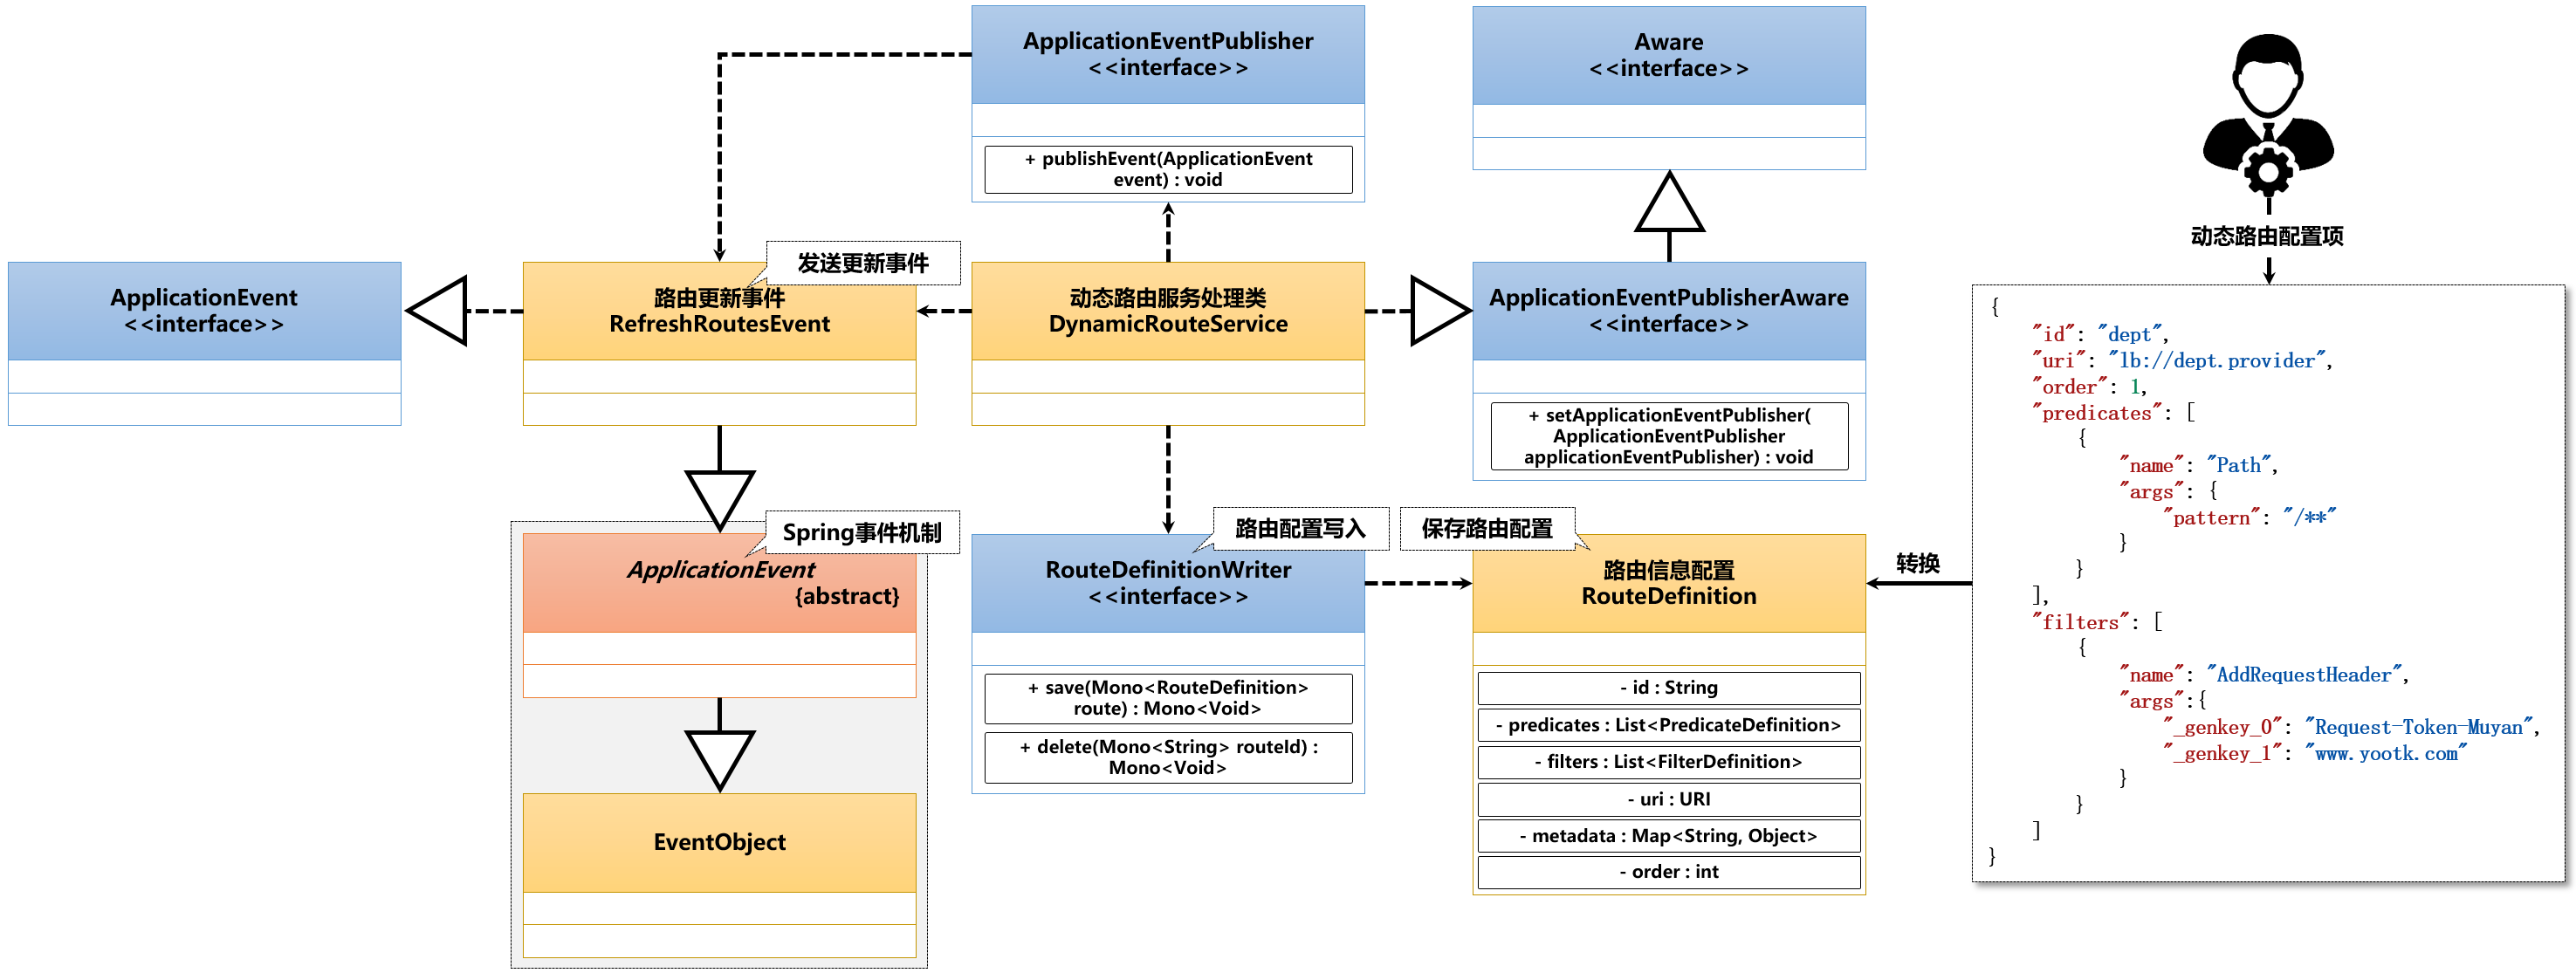 ApplicationEventPublisher
<<interface>>
+ publishEvent(ApplicationEvent
event) : void
Aware
<<interface>>
动态路由配置项
ApplicationEvent
<<interface>>
发送更新事件
路由更新事件
RefreshRoutesEvent
动态路由服务处理类
DynamicRouteService
ApplicationEventPublisherAware
<<interface>>
+ setApplicationEventPublisher(
ApplicationEventPublisher
applicationEventPublisher) : void
Spring事件机制
ApplicationEvent
{abstract}
EventObject
路由配置写入
RouteDefinitionWriter
<<interface>>
+ save(Mono<RouteDefinition>
route) : Mono<Void>
+ delete(Mono<String> routeId) :
Mono<Void>
保存路由配置
路由信息配置
RouteDefinition
- id : String
- predicates : List<PredicateDefinition>
- filters : List<FilterDefinition>
- uri : URI
- metadata : Map<String, Object>
- order : int
转换
{
"id": "dept",
"uri": "lb://dept.provider",
"order": 1,
"predicates": [
{
"name": "Path",
"args": {
"pattern": "/**"
}
}
],
"filters": [
{
"name": "AddRequestHeader",
"args":{
"_genkey_0": "Request-Token-Muyan",
"_genkey_1": "www.yootk.com"
}
}
]
}